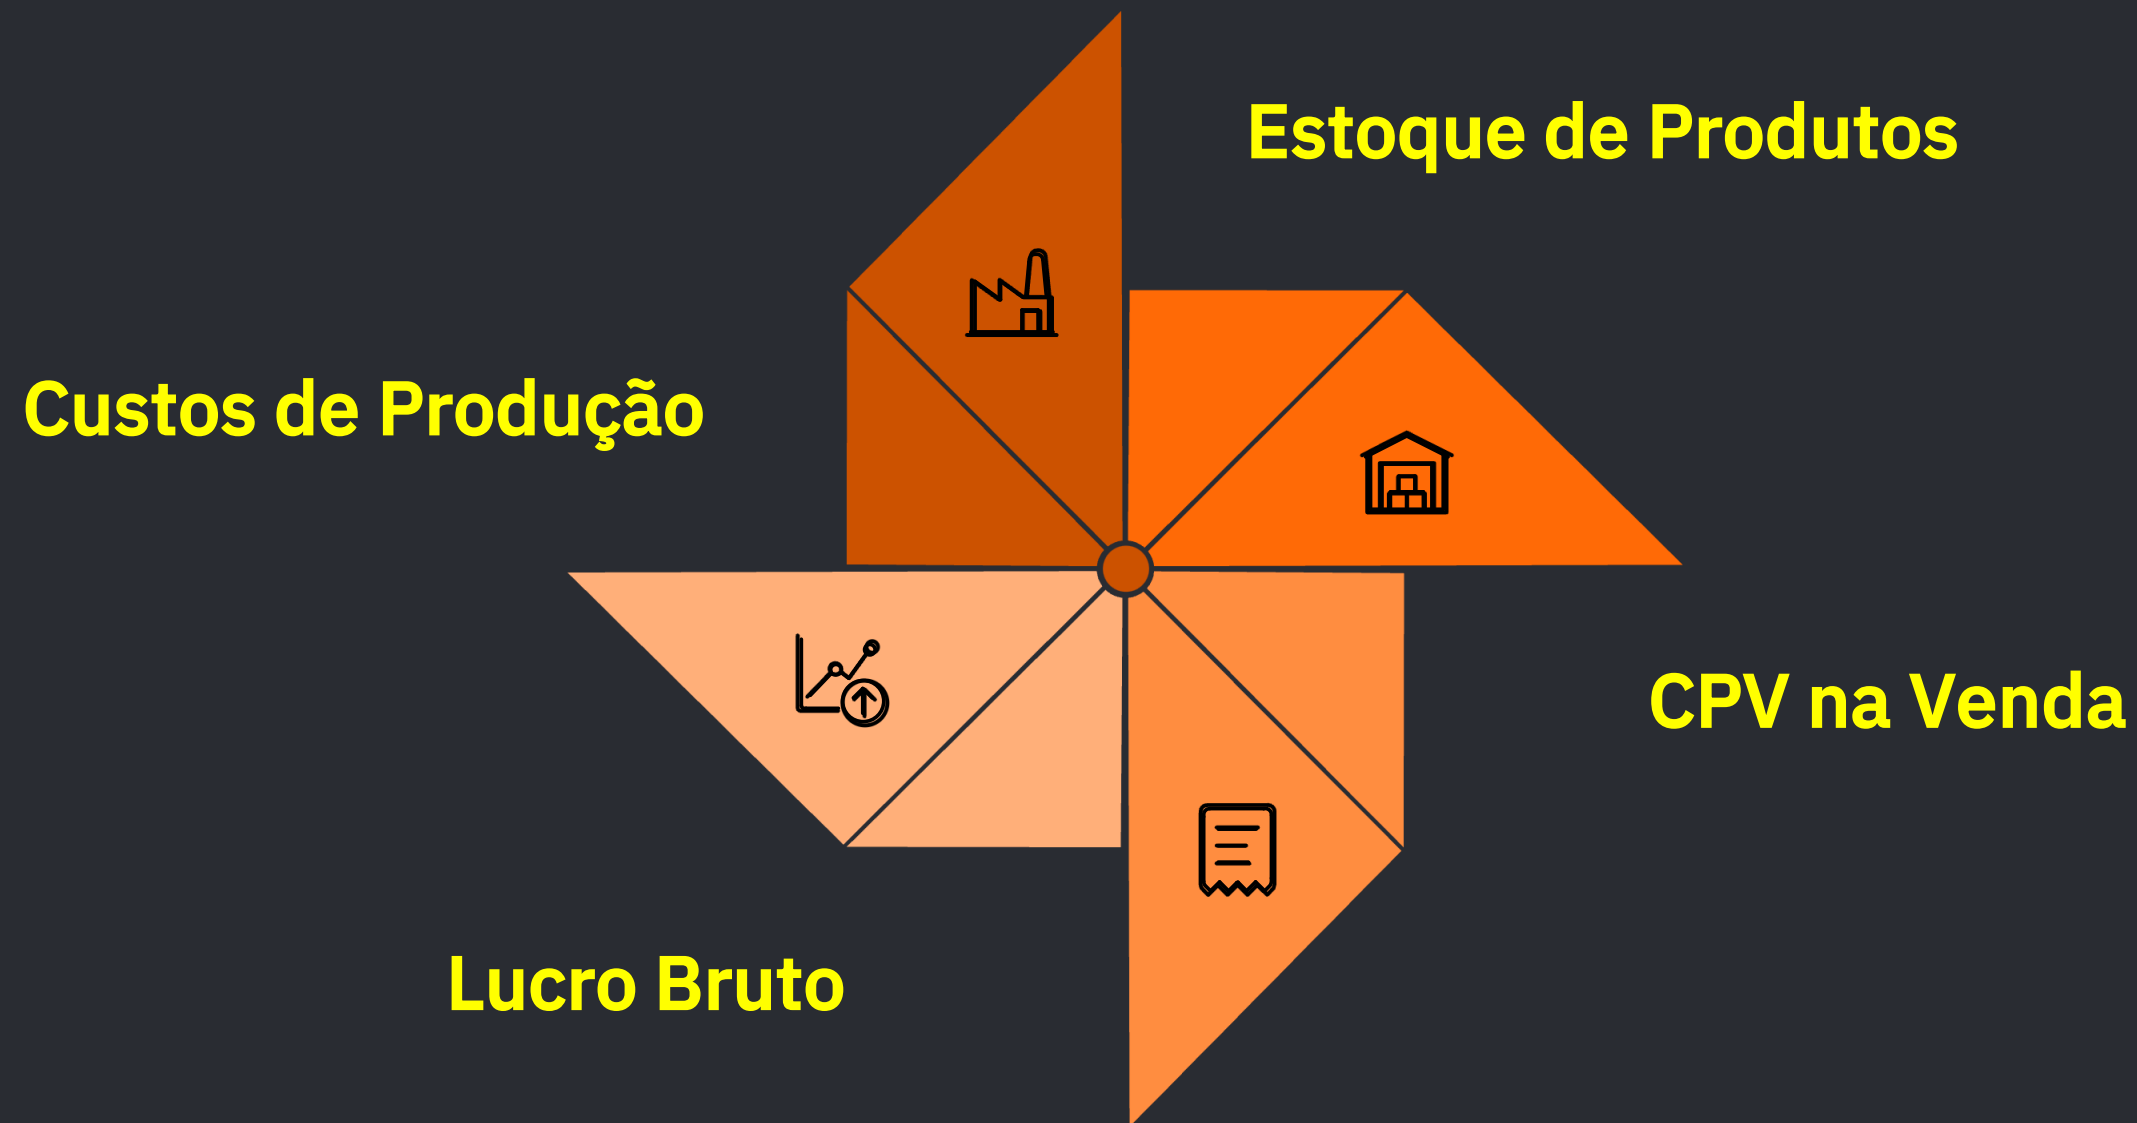 Estoque de Produtos
Custos de Produção
CPV na Venda
Lucro Bruto